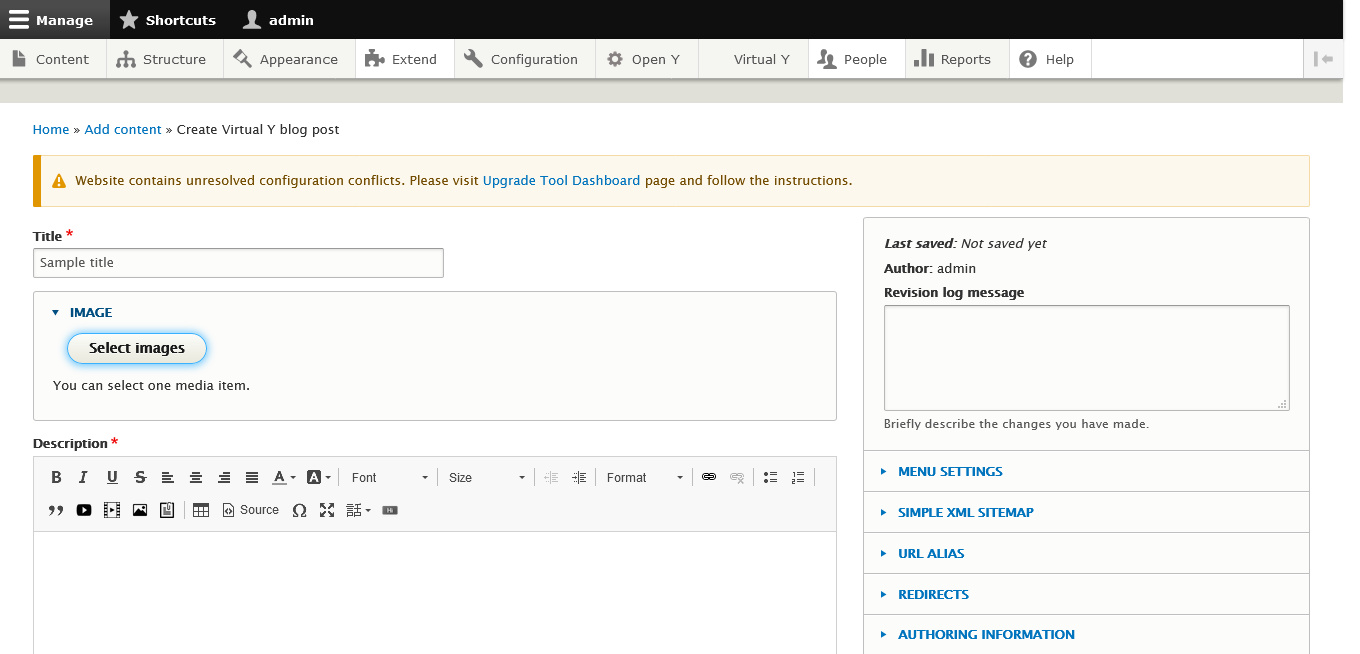 Manage Shortcuts admin
Content Structure Appearance Extend Configuration Open Y Virtual Y People Reports Help
Home » Add content » Create Virtual Y blog post
Website contains unresolved configuration conflicts. Please visit Upgrade Tool Dashboard page and follow the instructions.
Title *
Sample title
IMAGE
Select images
You can select one media item.
Description *
B I U S A A Font Size Format
Source Ω
Last saved: Not saved yet
Author: admin
Revision log message
Briefly describe the changes you have made.
MENU SETTINGS
SIMPLE XML SITEMAP
URL ALIAS
REDIRECTS
AUTHORING INFORMATION